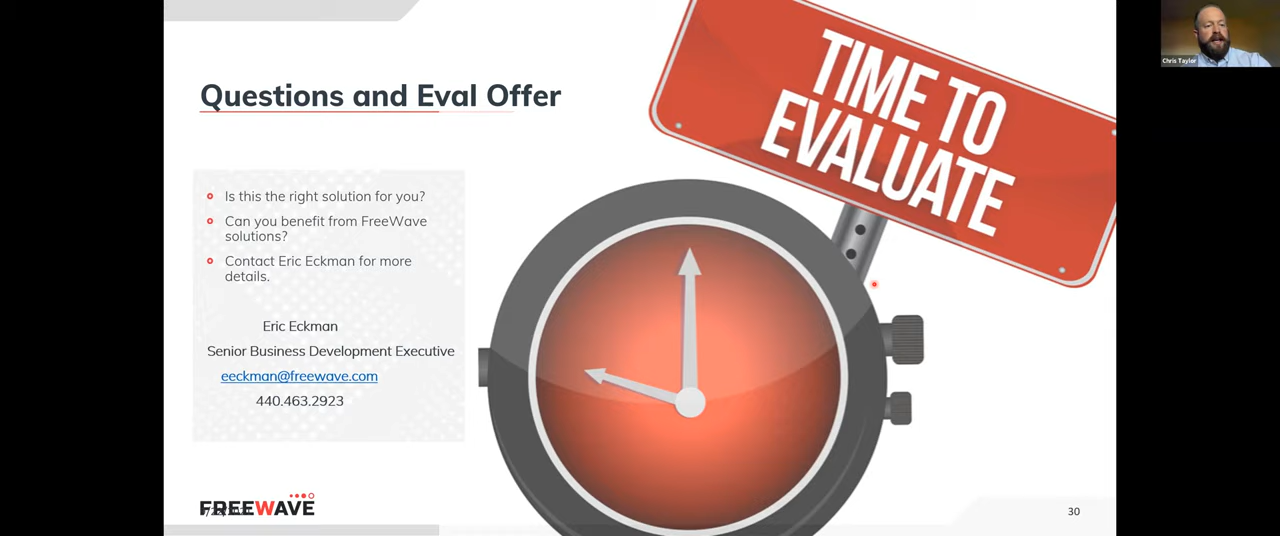 Questions and Eval Offer
TIME TO
EVALUATE
Chris Taylor
Is this the right solution for you?
Can you benefit from FreeWave
solutions?
Contact Eric Eckman for more
details.
Eric Eckman
Senior Business Development Executive
eeckman@freewave.com
440.463.2923
FREEWAVE
30